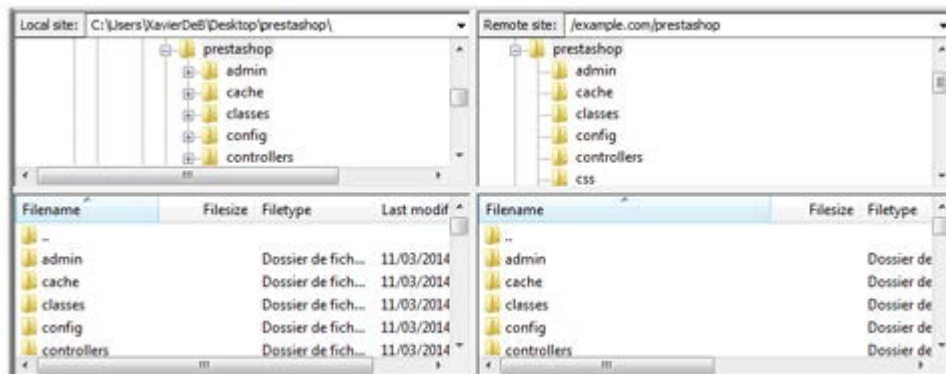 Local site: C:\Users\XavierDeB\Desktop\prestashop\
prestashop
admin
cache
classes
config
controllers
Filename Filesize Filetype Last modif
..
admin Dossier de fich... 11/03/2014
cache Dossier de fich... 11/03/2014
classes Dossier de fich... 11/03/2014
config Dossier de fich... 11/03/2014
controllers Dossier de fich... 11/03/2014
Remote site: /example.com/prestashop
prestashop
admin
cache
classes
config
controllers
css
Filename Filesize Filetype
..
admin Dossier de
cache Dossier de
classes Dossier de
config Dossier de
controllers Dossier de